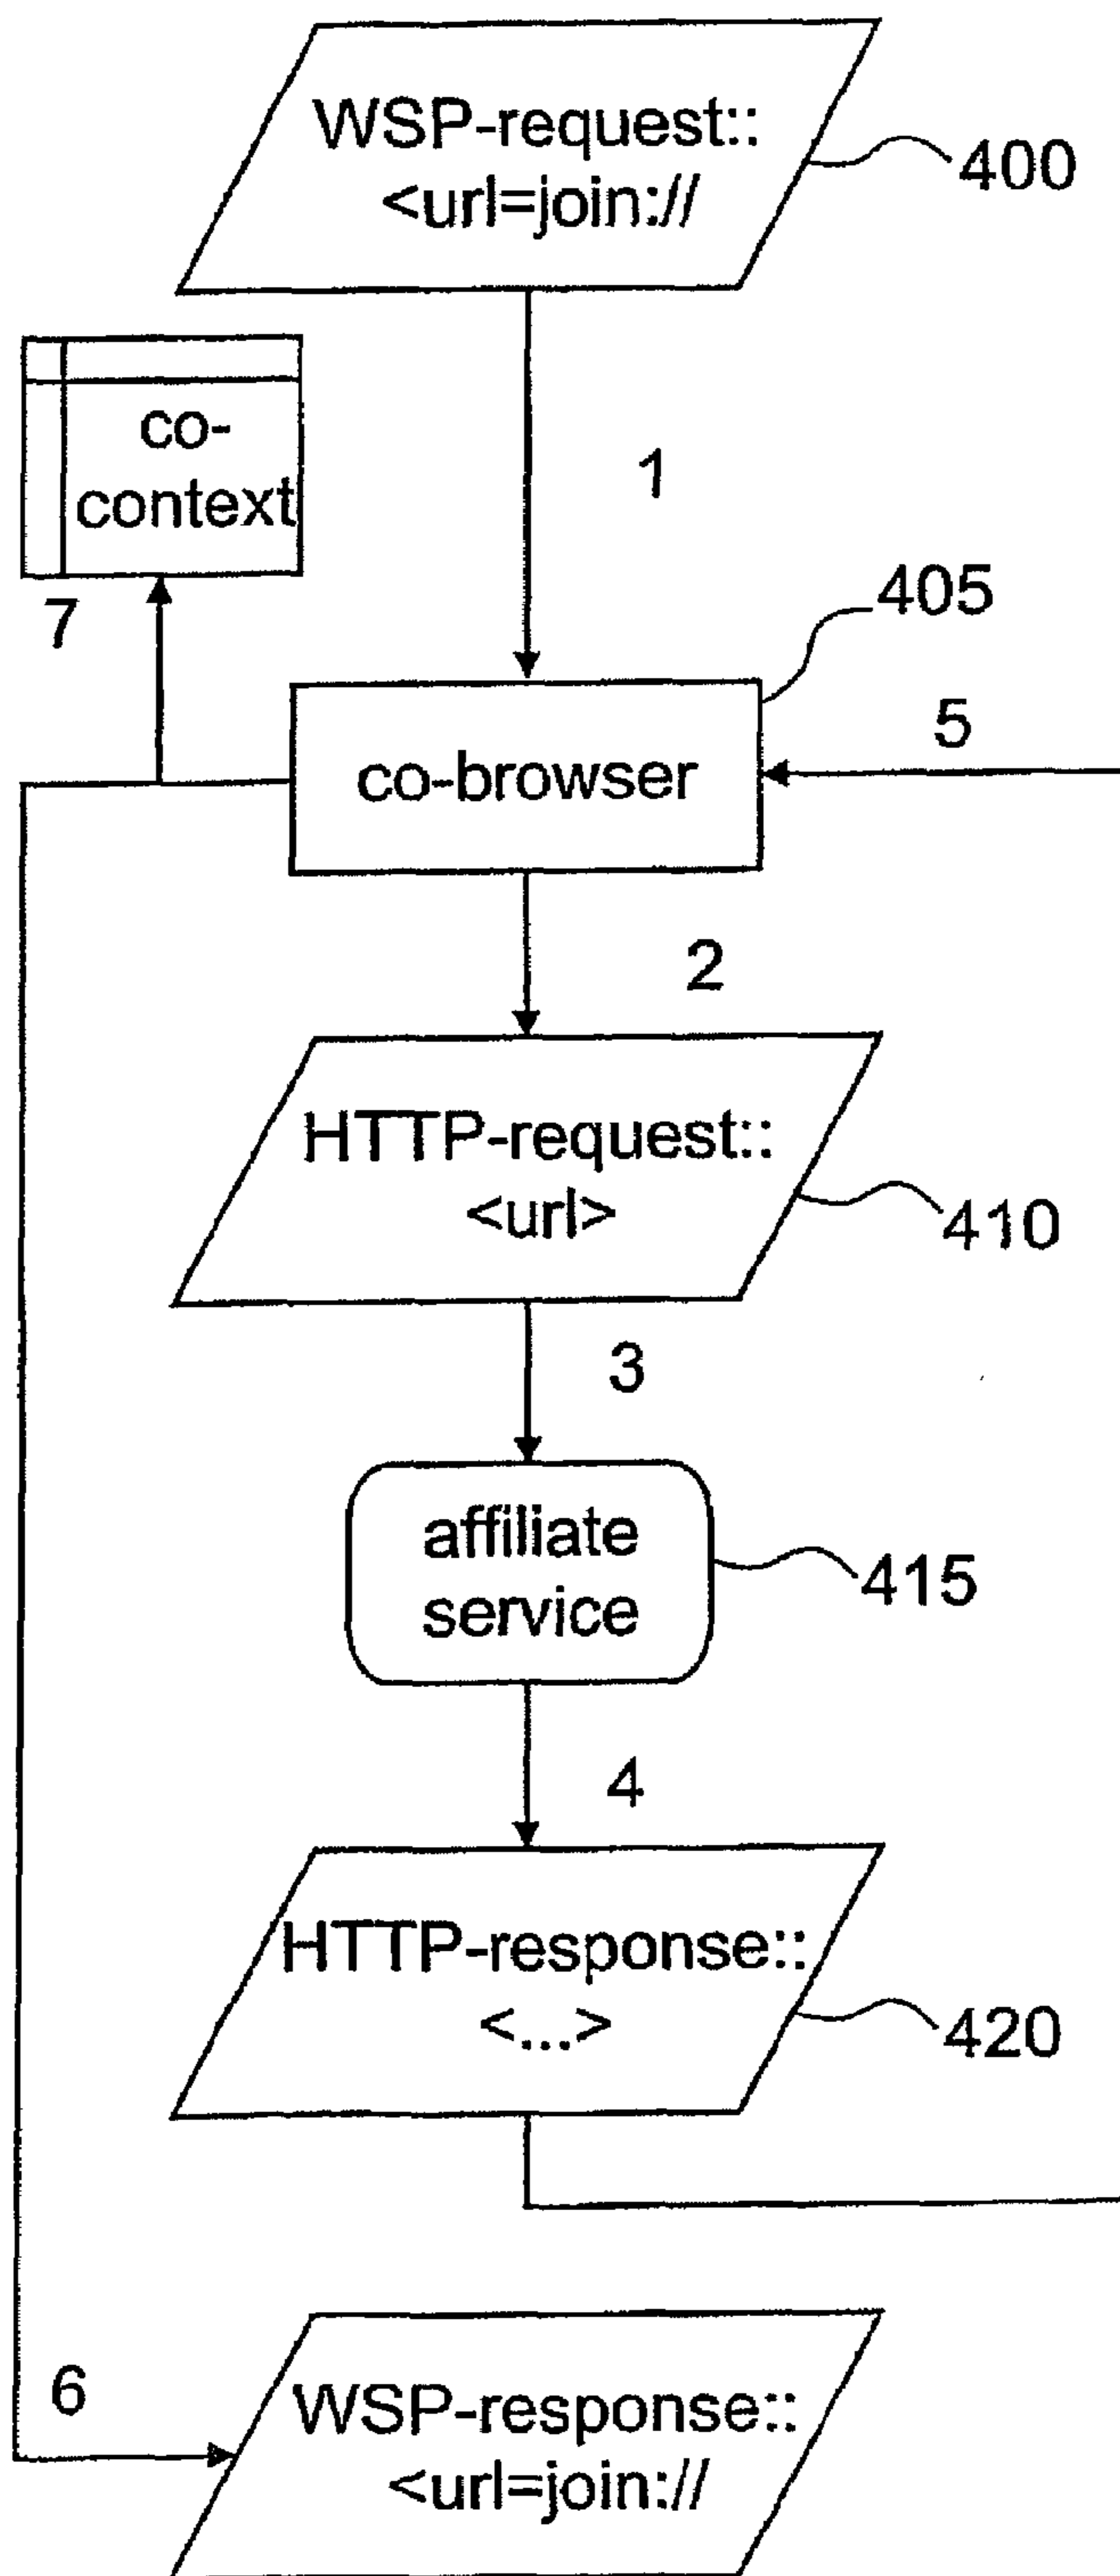 WSP-request::
<url=join://
400
co-
context
1
7
405
5
co-browser
2
HTTP-request::
<url>
410
3
affiliate
service
415
4
HTTP-response::
<...>
420
6
WSP-response::
<url=join://